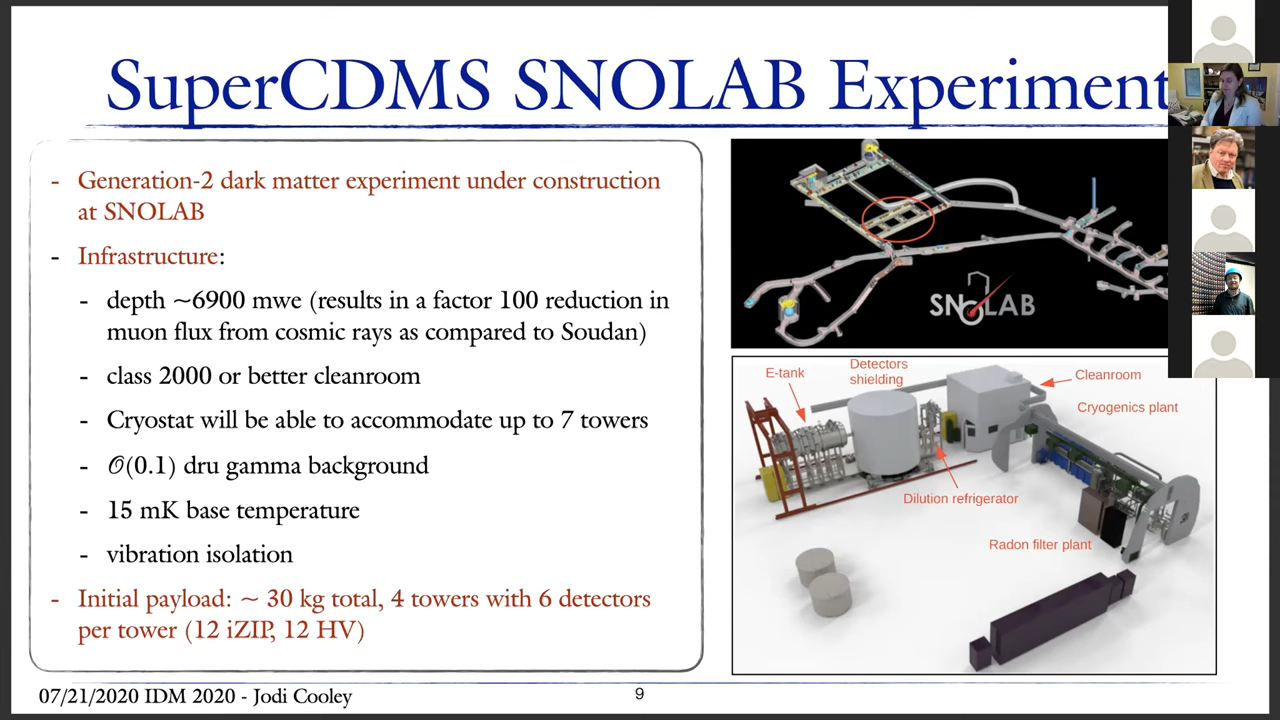 SuperCDMS SNOLAB Experiment
- Generation-2 dark matter experiment under construction
at SNOLAB
- Infrastructure:
- depth ~6900 mwe (results in a factor 100 reduction in
muon flux from cosmic rays as compared to Soudan)
- class 2000 or better cleanroom
- Cryostat will be able to accommodate up to 7 towers
- 𝒪(0.1) dru gamma background
- 15 mK base temperature
- vibration isolation
- Initial payload: ~ 30 kg total, 4 towers with 6 detectors
per tower (12 iZIP, 12 HV)
SNOLAB
E-tank
Detectors
shielding
Cleanroom
Cryogenics plant
Dilution refrigerator
Radon filter plant
07/21/2020 IDM 2020 - Jodi Cooley
9